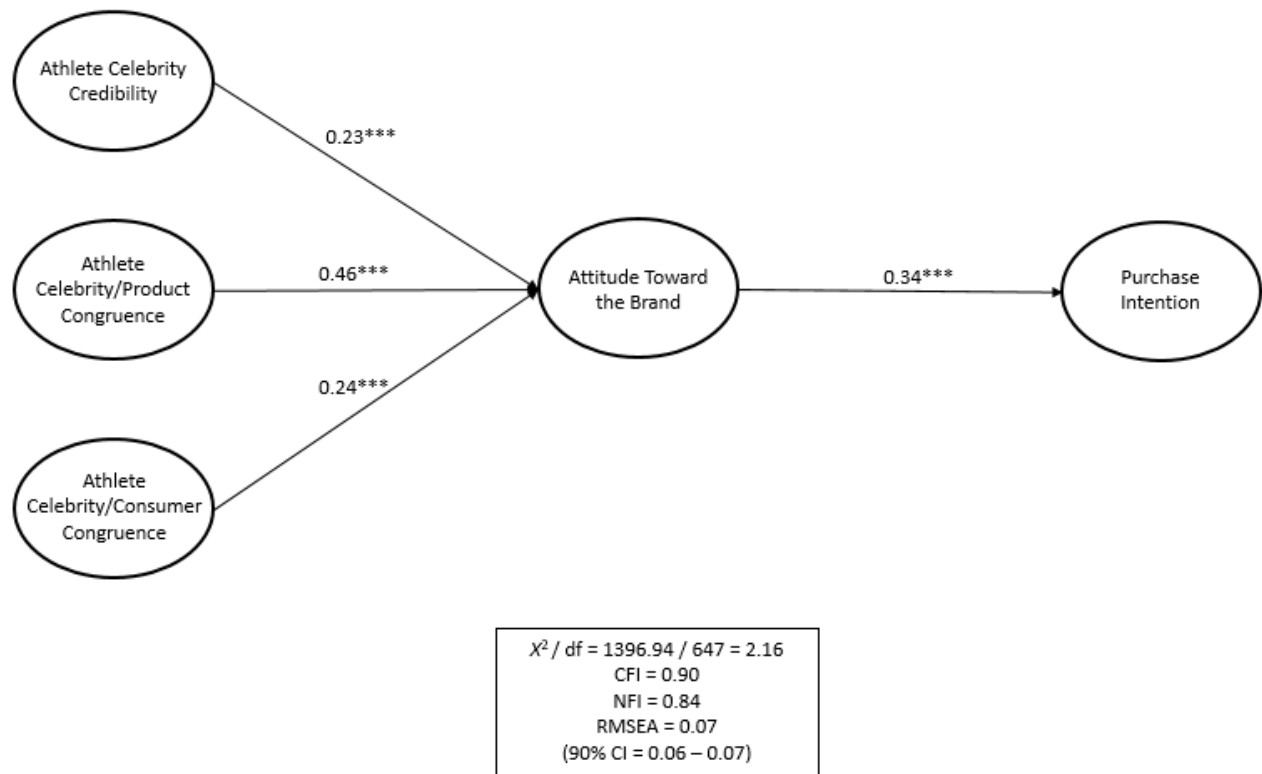 Athlete Celebrity
Credibility
0.23***
Athlete
Celebrity/Product
Congruence
0.46***
Attitude Toward
the Brand
0.34***
Purchase
Intention
0.24***
Athlete
Celebrity/Consumer
Congruence
X² / df = 1396.94 / 647 = 2.16
CFI = 0.90
NFI = 0.84
RMSEA = 0.07
(90% CI = 0.06 – 0.07)